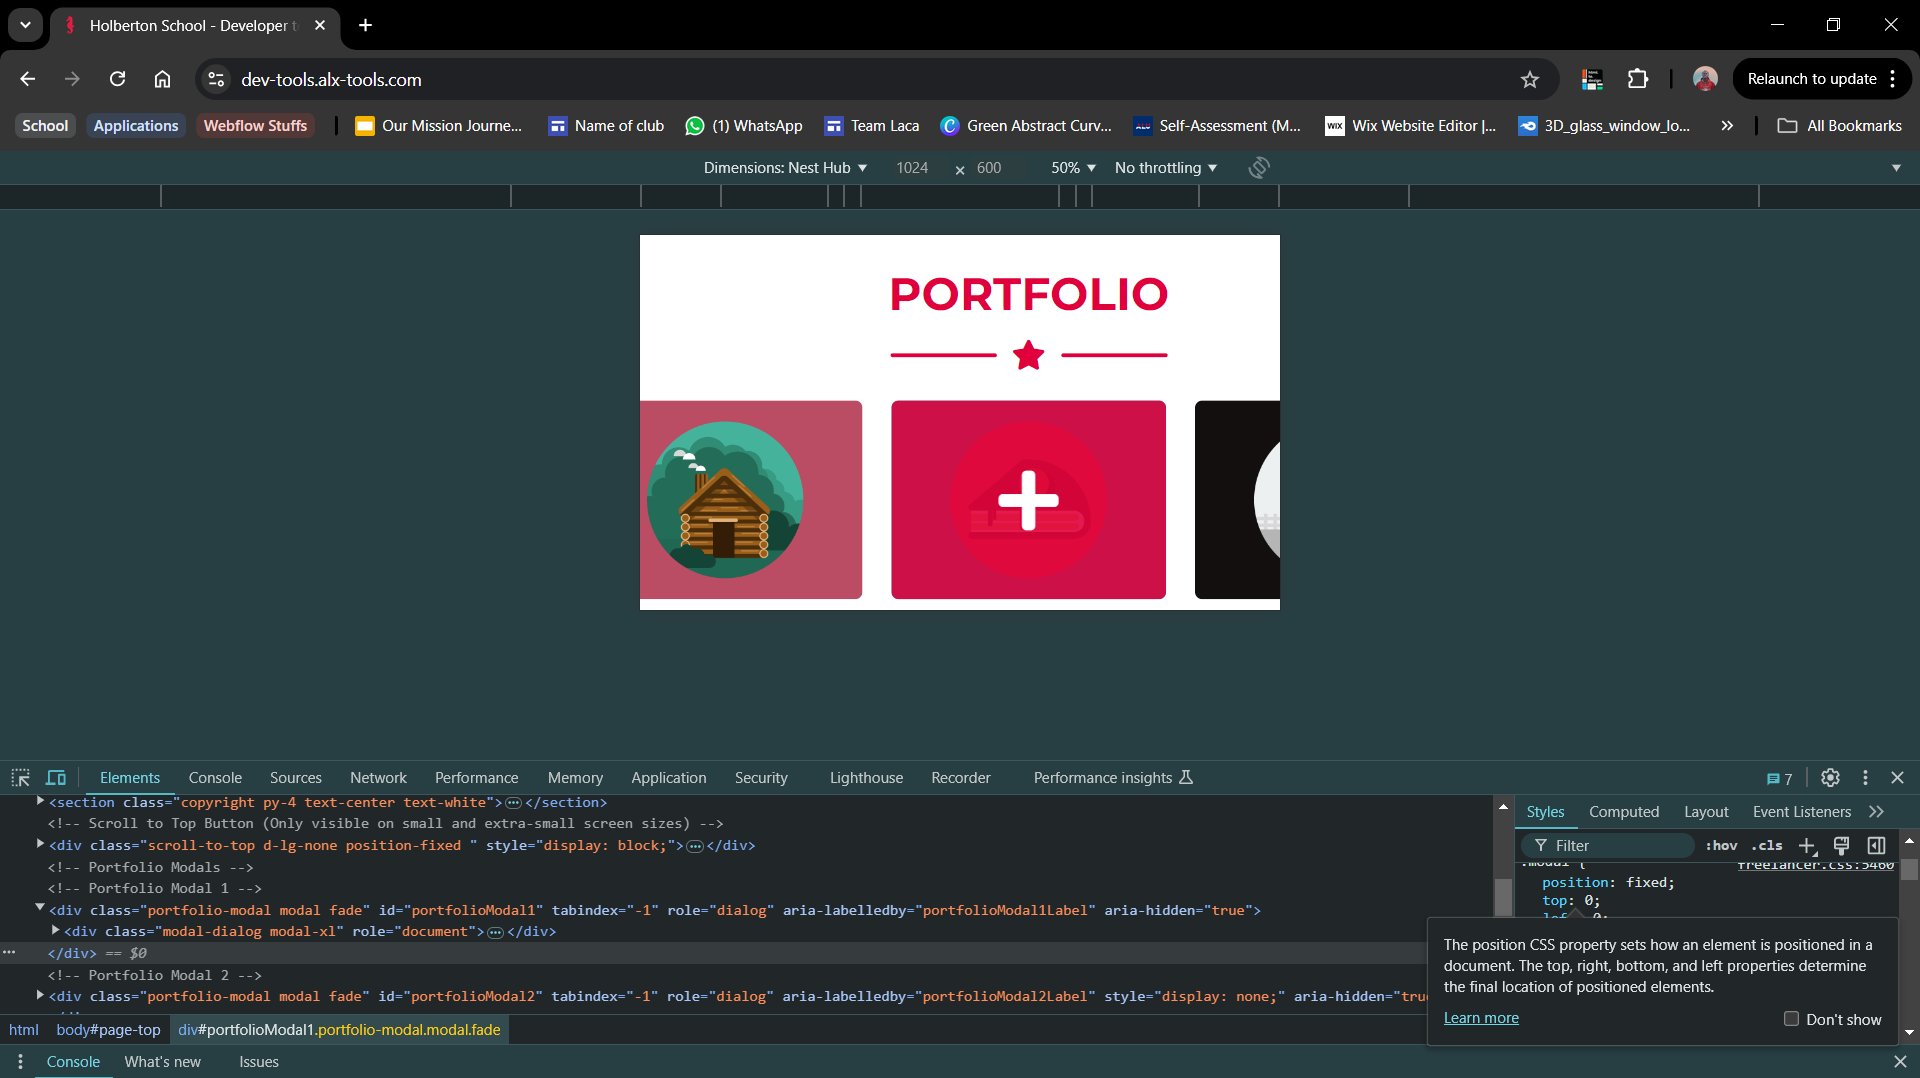 Holberton School - Developer t
dev-tools.alx-tools.com
Relaunch to update
School Applications Webflow Stuffs Our Mission Journe... Name of club (1) WhatsApp Team Laca Green Abstract Curv... Self-Assessment (M... Wix Website Editor |... 3D_glass_window_lo... » All Bookmarks
Dimensions: Nest Hub 1024 × 600 50% No throttling
PORTFOLIO
Elements Console Sources Network Performance Memory Application Security Lighthouse Recorder Performance insights 7
<section class="copyright py-4 text-center text-white">…</section>
<!-- Scroll to Top Button (Only visible on small and extra-small screen sizes) -->
<div class="scroll-to-top d-lg-none position-fixed " style="display: block;">…</div>
<!-- Portfolio Modals -->
<!-- Portfolio Modal 1 -->
<div class="portfolio-modal modal fade" id="portfolioModal1" tabindex="-1" role="dialog" aria-labelledby="portfolioModal1Label" aria-hidden="true">
<div class="modal-dialog modal-xl" role="document">…</div>
</div> == $0
<!-- Portfolio Modal 2 -->
<div class="portfolio-modal modal fade" id="portfolioModal2" tabindex="-1" role="dialog" aria-labelledby="portfolioModal2Label" style="display: none;" aria-hidden="tru
html body#page-top div#portfolioModal1.portfolio-modal.modal.fade
Styles Computed Layout Event Listeners »
Filter :hov .cls
.modal { freelancer.css:5460
position: fixed;
top: 0;
left: 0;
The position CSS property sets how an element is positioned in a
document. The top, right, bottom, and left properties determine
the final location of positioned elements.
Learn more Don't show
Console What's new Issues